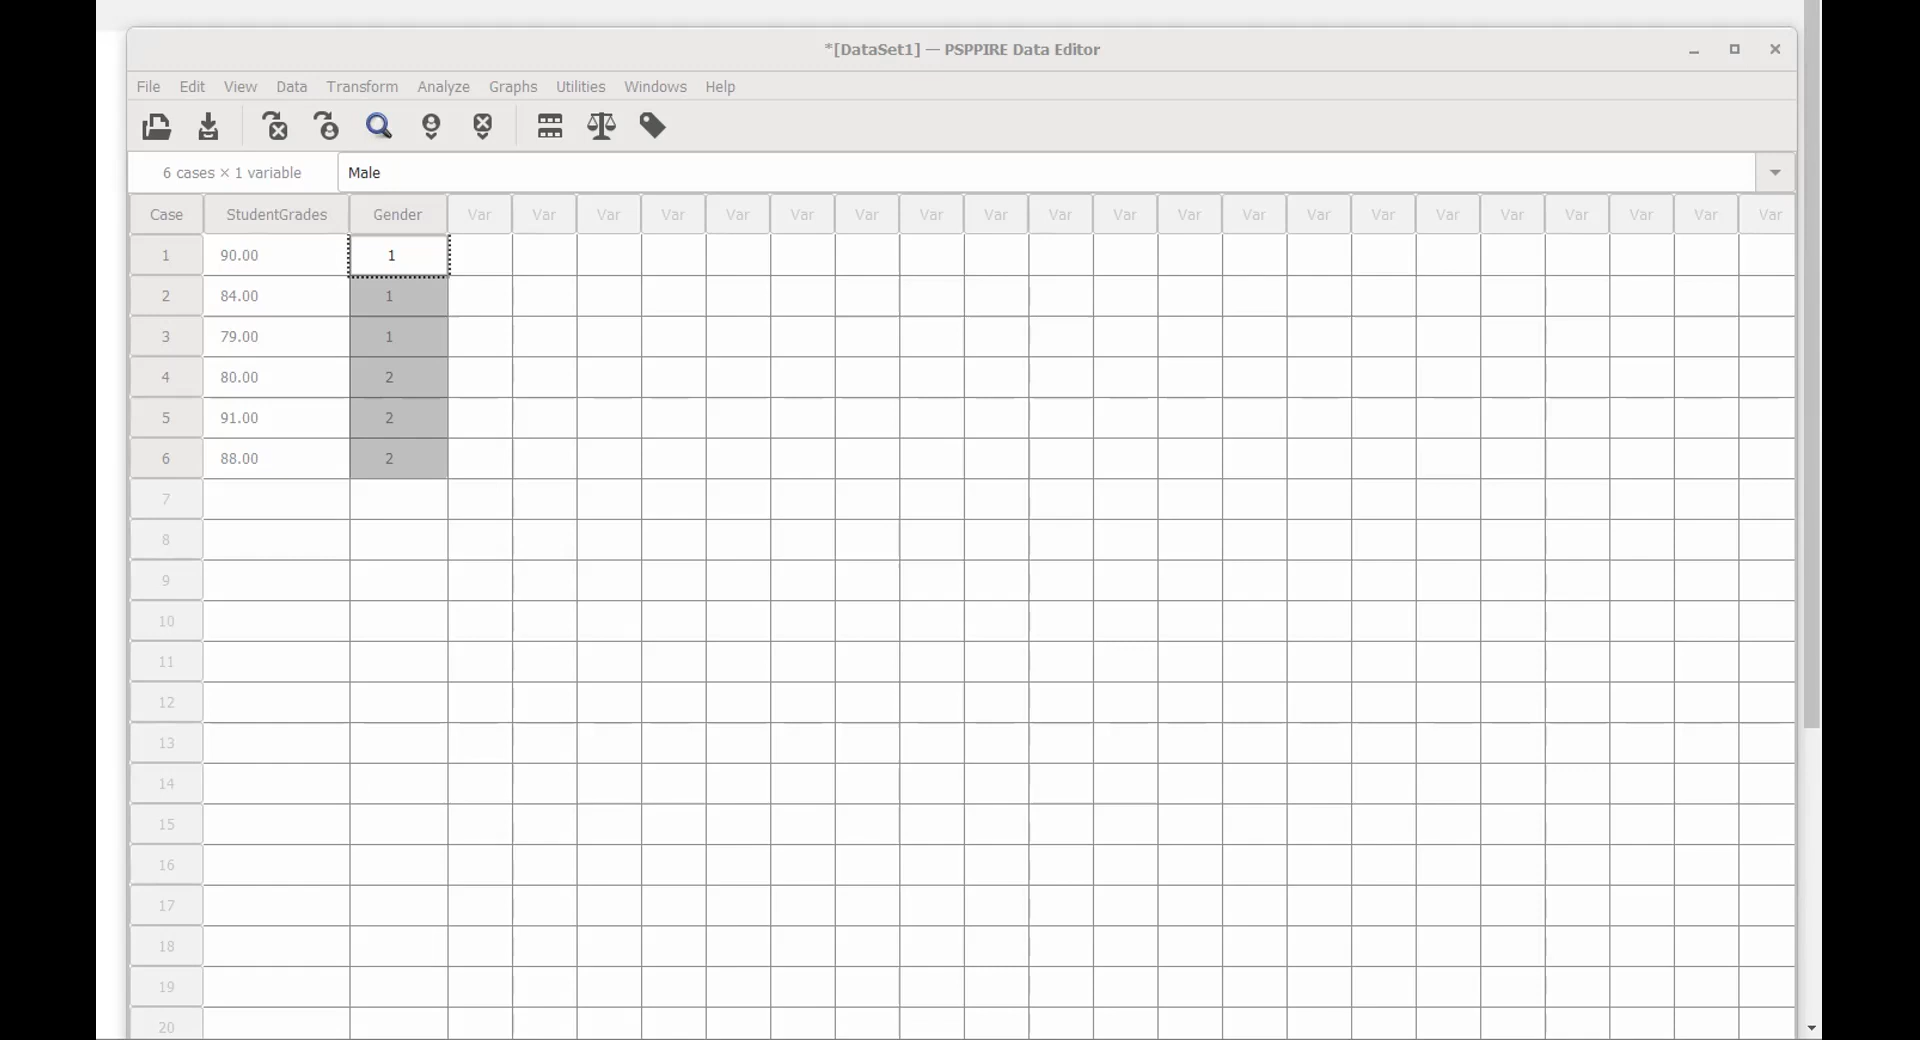 *[DataSet1] — PSPPIRE Data Editor
File Edit View Data Transform Analyze Graphs Utilities Windows Help
6 cases × 1 variable Male
Case StudentGrades Gender Var Var Var Var Var Var Var Var Var Var Var Var Var Var Var Var Var Var Var Var Var
1 90.00 1
2 84.00 1
3 79.00 1
4 80.00 2
5 91.00 2
6 88.00 2
7
8
9
10
11
12
13
14
15
16
17
18
19
20